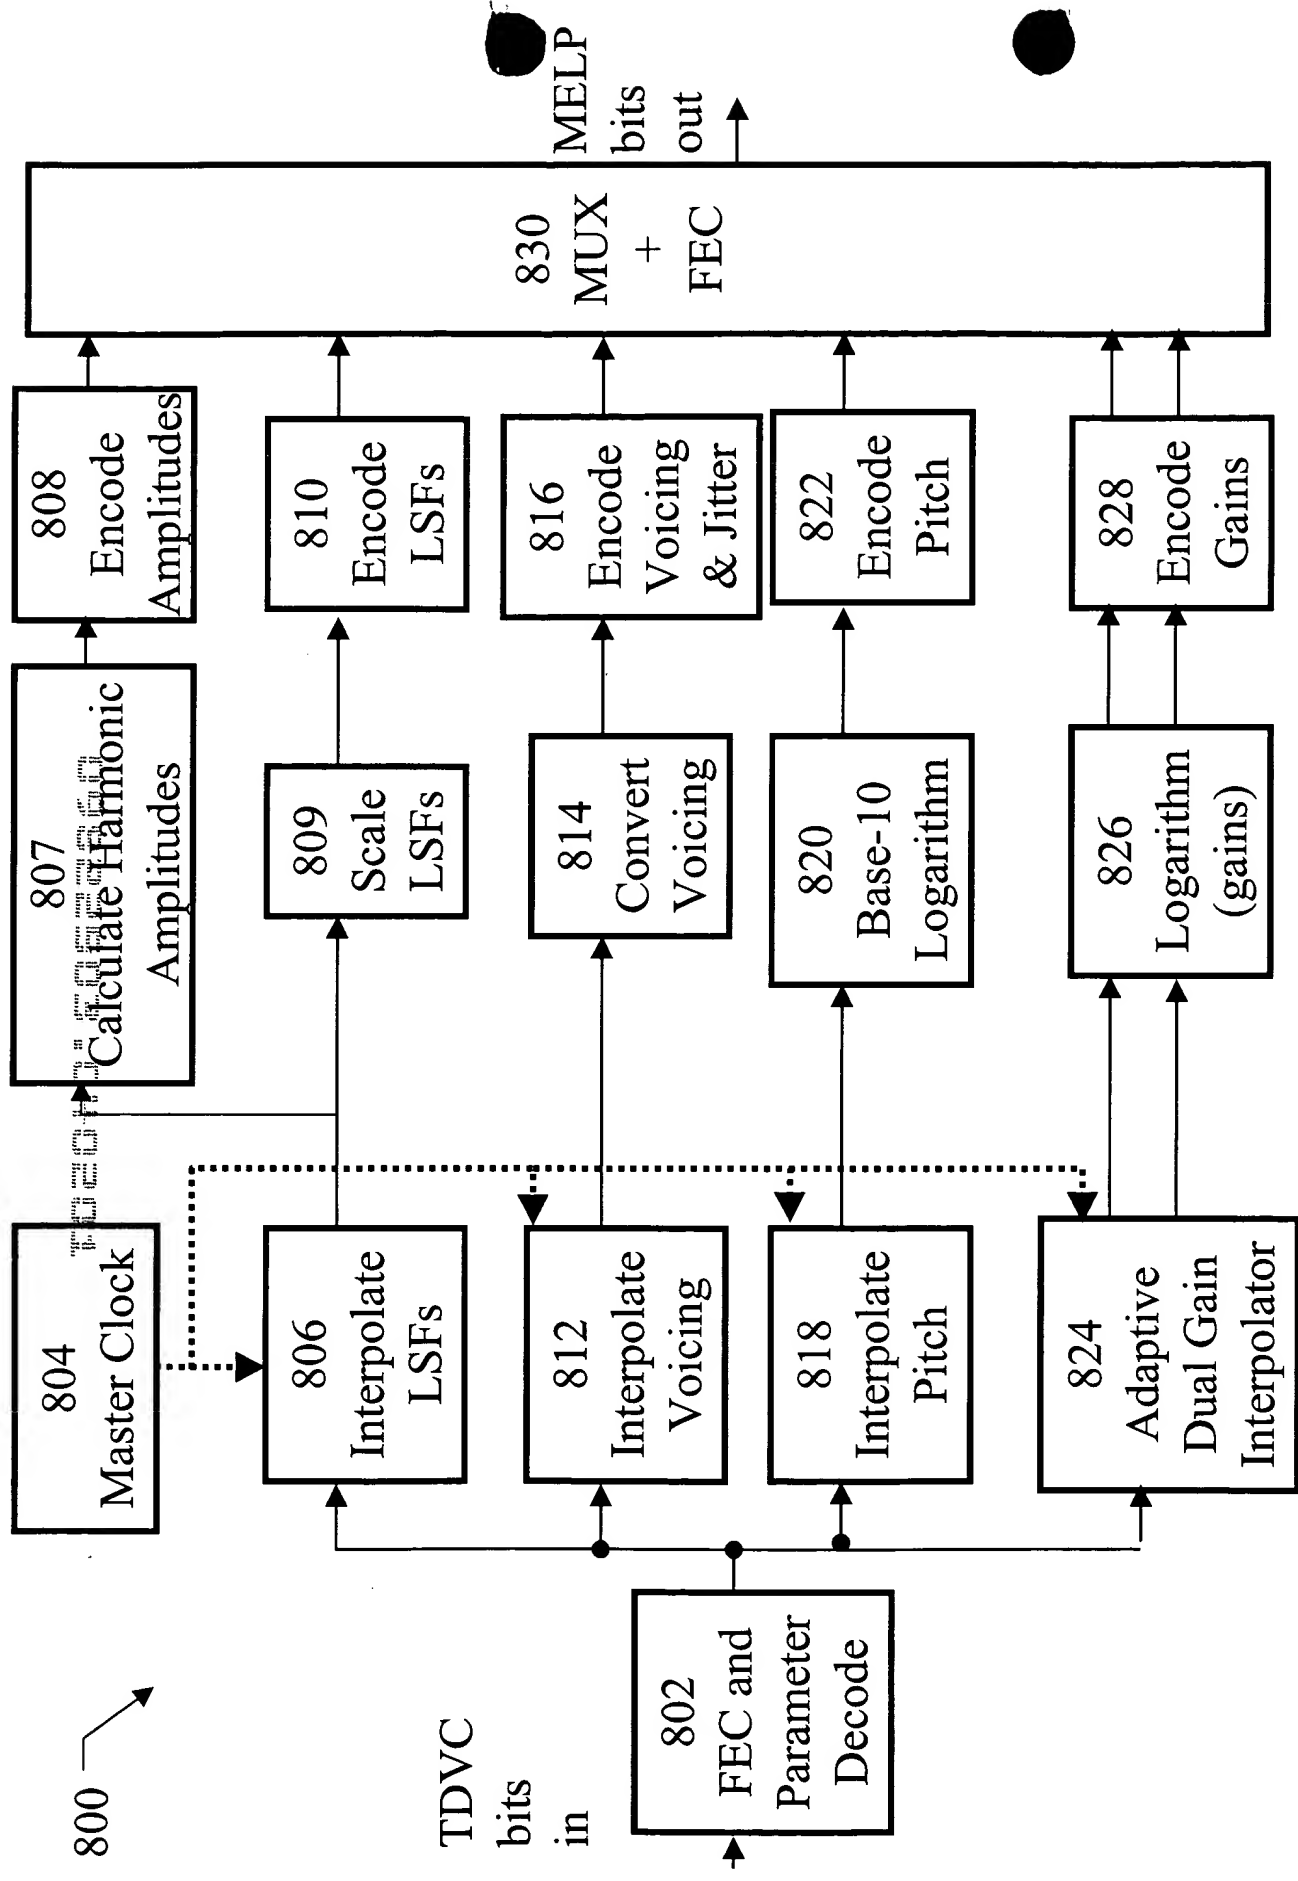 800
TDVC
bits
in
802
FEC and
Parameter
Decode
804
Master Clock
806
Interpolate
LSFs
812
Interpolate
Voicing
818
Interpolate
Pitch
824
Adaptive
Dual Gain
Interpolator
807
Calculate Harmonic
Amplitudes
809
Scale
LSFs
814
Convert
Voicing
820
Base-10
Logarithm
826
Logarithm
(gains)
808
Encode
Amplitudes
810
Encode
LSFs
816
Encode
Voicing
& Jitter
822
Encode
Pitch
828
Encode
Gains
830
MUX
+
FEC
MELP
bits
out